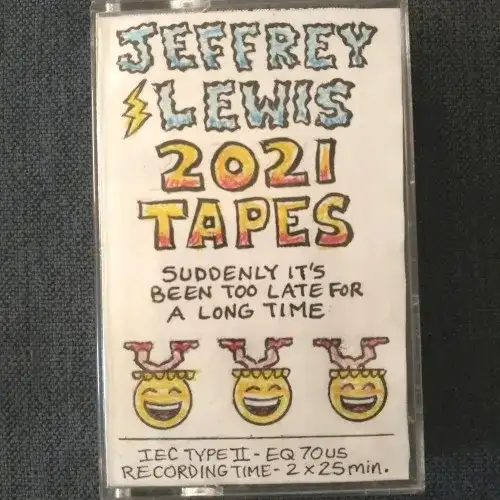 JEFFREY
LEWIS
2021
TAPES
SUDDENLY IT'S
BEEN TOO LATE FOR
A LONG TIME
IEC TYPE II - EQ 70US
RECORDING TIME - 2 x 25 min.